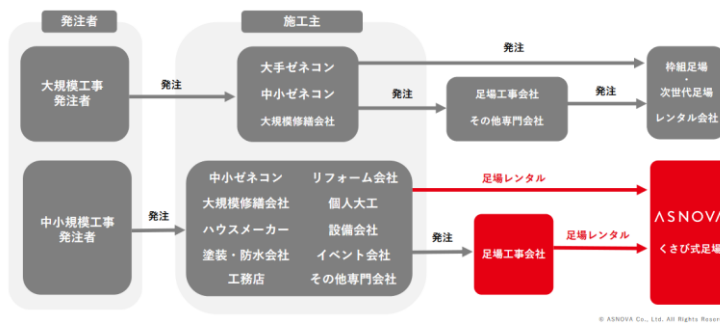 発注者
施工主
大規模工事
発注者
発注
大手ゼネコン
中小ゼネコン
大規模修繕会社
発注
発注
足場工事会社
その他専門会社
発注
枠組足場
・
次世代足場
レンタル会社
中小規模工事
発注者
発注
中小ゼネコン リフォーム会社
大規模修繕会社 個人大工
ハウスメーカー 設備会社
塗装・防水会社 イベント会社
工務店 その他専門会社
足場レンタル
発注
足場工事会社
足場レンタル
ASNOVA
くさび式足場
© ASNOVA Co., Ltd. All Rights